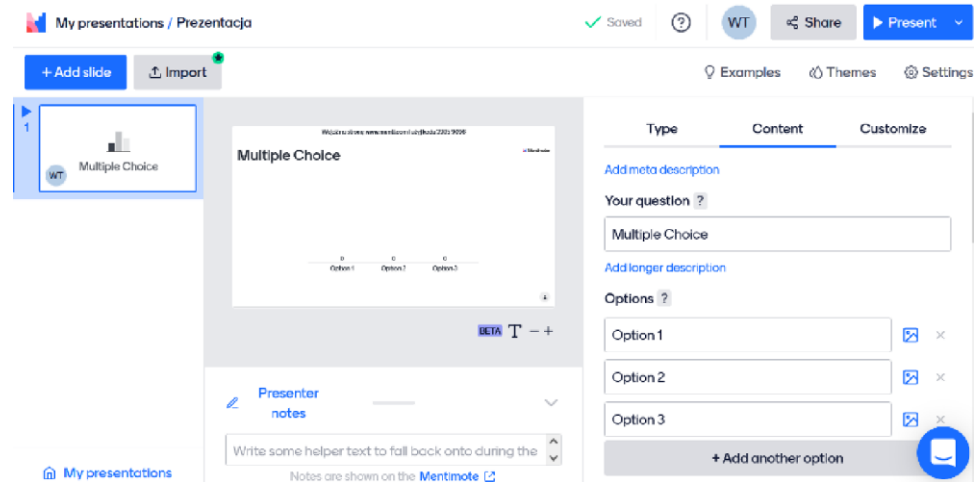 My presentations / Prezentacja
Saved
?
WT
Share
Present
+ Add slide
Import
Examples
Themes
Settings
1
Multiple Choice
WT
Multiple Choice
Mentimeter
0
0
0
Option 1
Option 2
Option 3
BETA T − +
Presenter
notes
Write some helper text to fall back onto during the
Notes are shown on the Mentimote
My presentations
Type
Content
Customize
Add meta description
Your question ?
Multiple Choice
Add longer description
Options ?
Option 1
Option 2
Option 3
+ Add another option